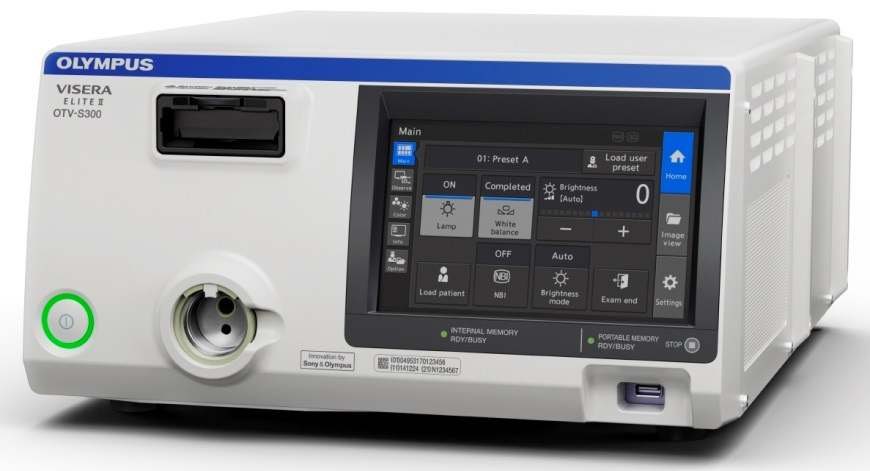 OLYMPUS
VISERA
ELITE II
OTV-S300
Main
3D
Main
01: Preset A
Load user
preset
Home
Observe
ON
Completed
Brightness
[Auto]
0
Color
Lamp
White
balance
−
+
Image
view
Info
OFF
Auto
Option
NBI
Load patient
NBI
Brightness
mode
Exam end
Settings
INTERNAL MEMORY
RDY/BUSY
PORTABLE MEMORY
RDY/BUSY
STOP
Innovation by
Sony & Olympus
(01)04953170123456
(11)141224 (21)N1234567